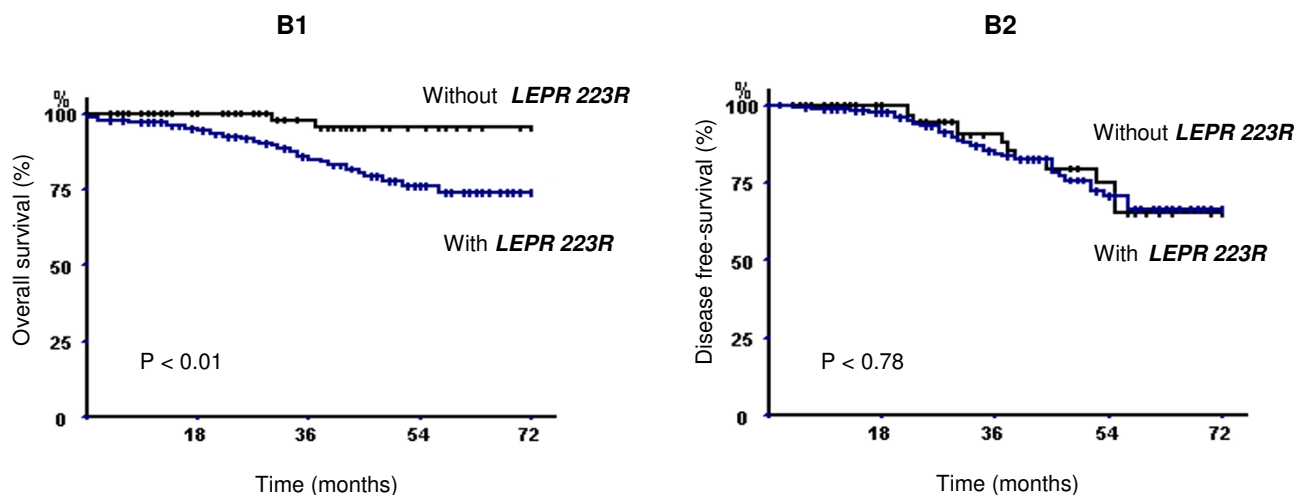 B1
%
100
75
50
25
0
Overall survival (%)
Without LEPR 223R
With LEPR 223R
P < 0.01
18 36 54 72
Time (months)
B2
%
100
75
50
25
0
Disease free-survival (%)
Without LEPR 223R
With LEPR 223R
P < 0.78
18 36 54 72
Time (months)